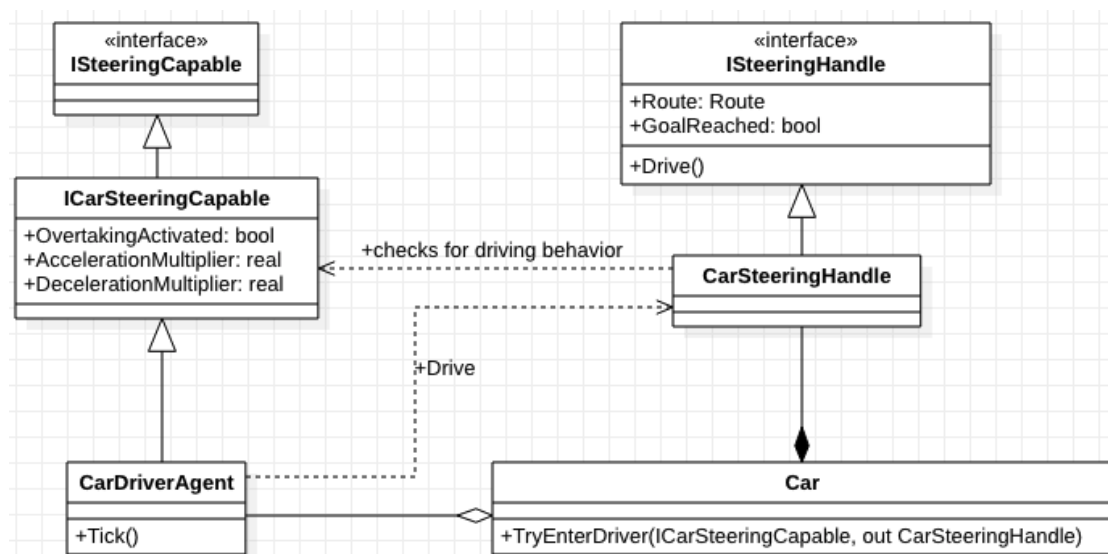 «interface»
ISteeringCapable
«interface»
ISteeringHandle
+Route: Route
+GoalReached: bool
+Drive()
ICarSteeringCapable
+OvertakingActivated: bool
+AccelerationMultiplier: real
+DecelerationMultiplier: real
+checks for driving behavior
CarSteeringHandle
+Drive
CarDriverAgent
+Tick()
Car
+TryEnterDriver(ICarSteeringCapable, out CarSteeringHandle)